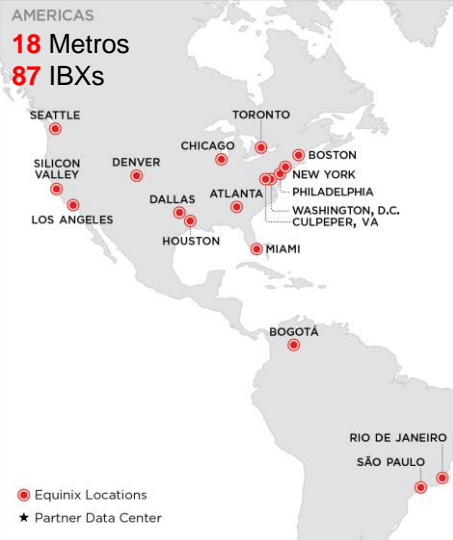 AMERICAS
18 Metros
87 IBXs
SEATTLE
TORONTO
CHICAGO
BOSTON
SILICON
VALLEY
DENVER
NEW YORK
PHILADELPHIA
DALLAS
ATLANTA
LOS ANGELES
WASHINGTON, D.C.
CULPEPER, VA
HOUSTON
MIAMI
BOGOTÁ
RIO DE JANEIRO
SÃO PAULO
Equinix Locations
★ Partner Data Center